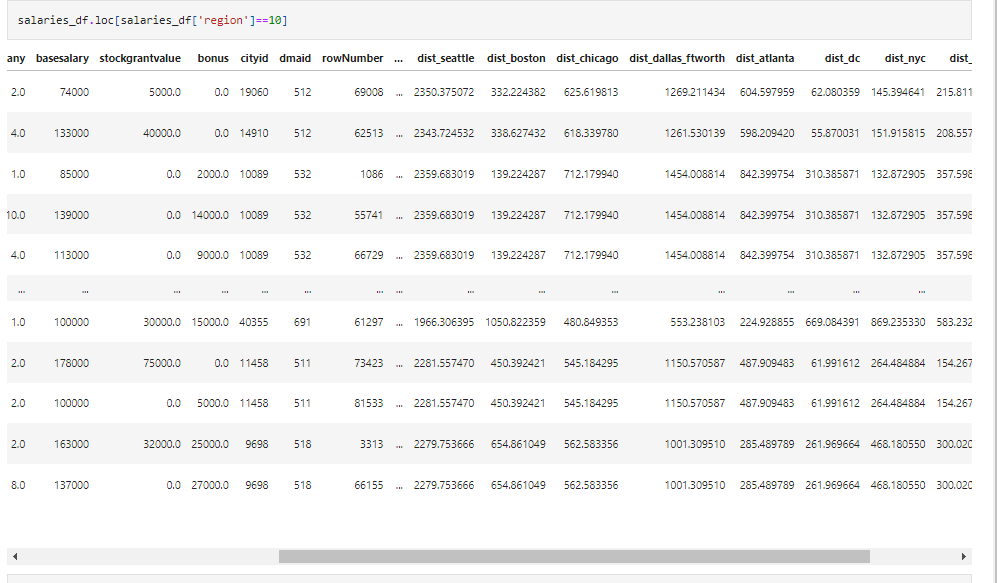 salaries_df.loc[salaries_df['region']==10]
any basesalary stockgrantvalue bonus cityid dmaid rowNumber ... dist_seattle dist_boston dist_chicago dist_dallas_ftworth dist_atlanta dist_dc dist_nyc dist_
2.0 74000 5000.0 0.0 19060 512 69008 ... 2350.375072 332.224382 625.619813 1269.211434 604.597959 62.080359 145.394641 215.811
4.0 133000 40000.0 0.0 14910 512 62513 ... 2343.724532 338.627432 618.339780 1261.530139 598.209420 55.870031 151.915815 208.557
1.0 85000 0.0 2000.0 10089 532 1086 ... 2359.683019 139.224287 712.179940 1454.008814 842.399754 310.385871 132.872905 357.598
10.0 139000 0.0 14000.0 10089 532 55741 ... 2359.683019 139.224287 712.179940 1454.008814 842.399754 310.385871 132.872905 357.598
4.0 113000 0.0 9000.0 10089 532 66729 ... 2359.683019 139.224287 712.179940 1454.008814 842.399754 310.385871 132.872905 357.598
... ... ... ... ... ... ... ... ... ... ... ... ... ... ...
1.0 100000 30000.0 15000.0 40355 691 61297 ... 1966.306395 1050.822359 480.849353 553.238103 224.928855 669.084391 869.235330 583.232
2.0 178000 75000.0 0.0 11458 511 73423 ... 2281.557470 450.392421 545.184295 1150.570587 487.909483 61.991612 264.484884 154.267
2.0 100000 0.0 5000.0 11458 511 81533 ... 2281.557470 450.392421 545.184295 1150.570587 487.909483 61.991612 264.484884 154.267
2.0 163000 32000.0 25000.0 9698 518 3313 ... 2279.753666 654.861049 562.583356 1001.309510 285.489789 261.969664 468.180550 300.020
8.0 137000 0.0 27000.0 9698 518 66155 ... 2279.753666 654.861049 562.583356 1001.309510 285.489789 261.969664 468.180550 300.020